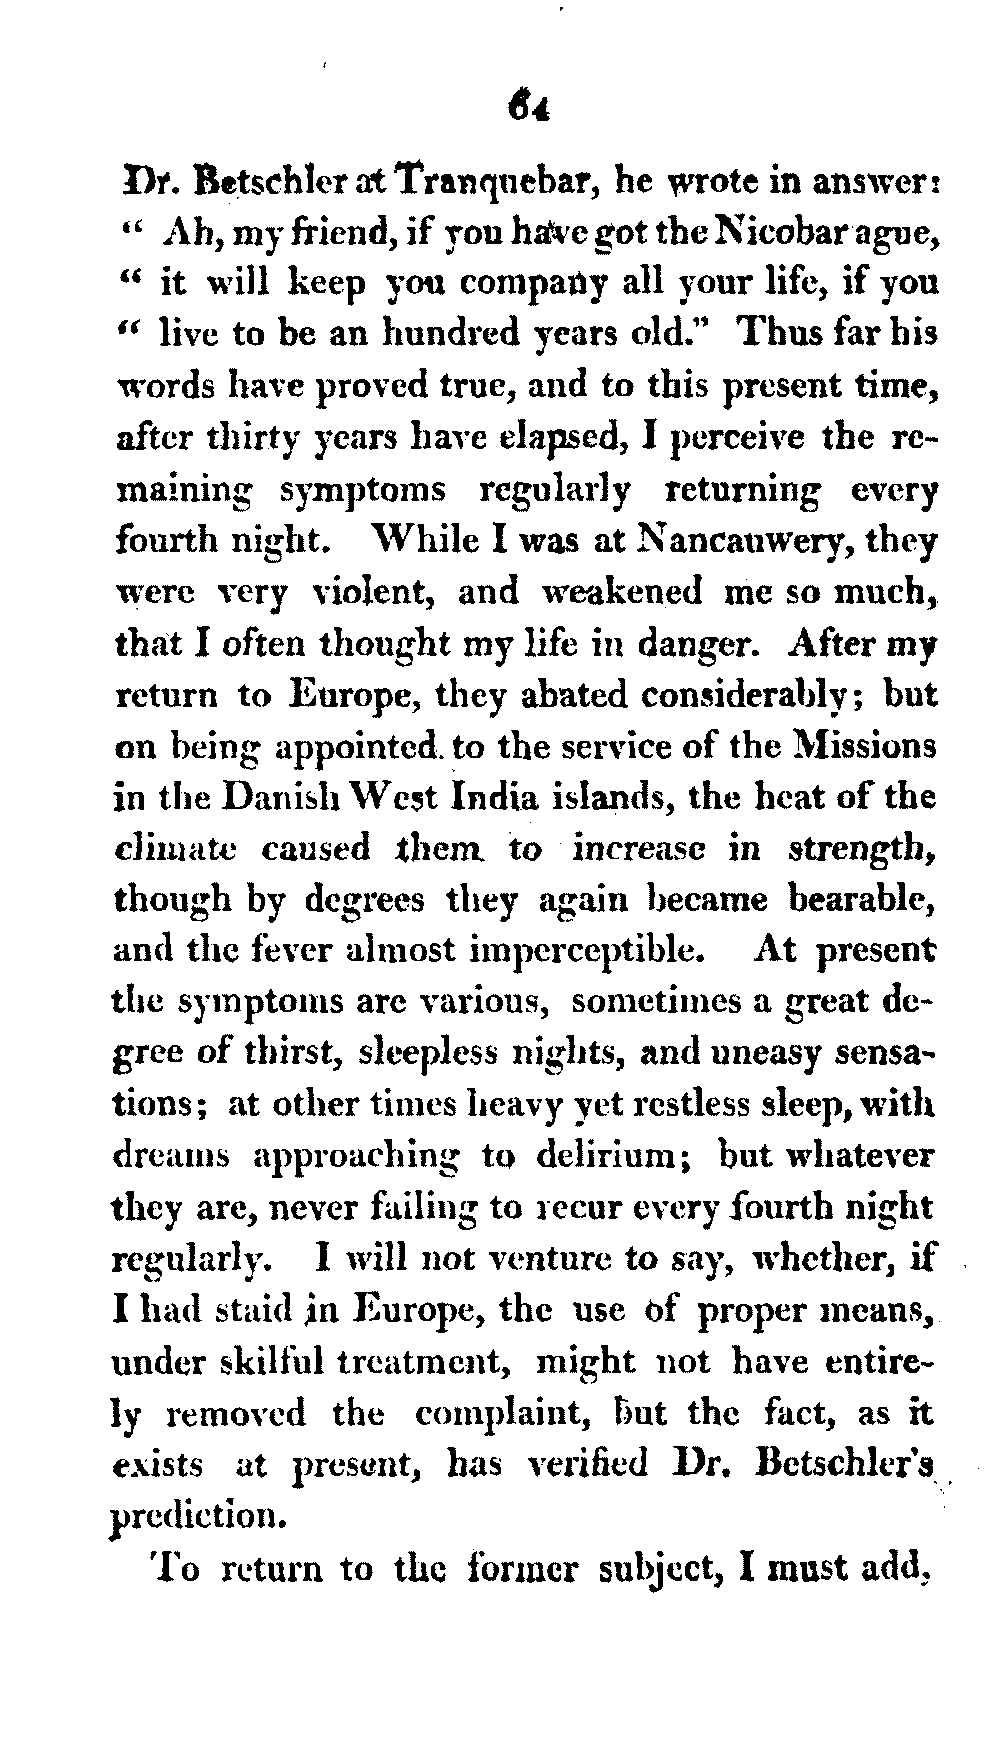 64
Dr. Betschler at Tranquebar, he wrote in answer:
“ Ah, my friend, if you have got the Nicobar ague,
“ it will keep you company all your life, if you
“ live to be an hundred years old.” Thus far his
words have proved true, and to this present time,
after thirty years have elapsed, I perceive the re-
maining symptoms regularly returning every
fourth night. While I was at Nancauwery, they
were very violent, and weakened me so much,
that I often thought my life in danger. After my
return to Europe, they abated considerably; but
on being appointed to the service of the Missions
in the Danish West India islands, the heat of the
climate caused them to increase in strength,
though by degrees they again became bearable,
and the fever almost imperceptible. At present
the symptoms are various, sometimes a great de-
gree of thirst, sleepless nights, and uneasy sensa-
tions; at other times heavy yet restless sleep, with
dreams approaching to delirium; but whatever
they are, never failing to recur every fourth night
regularly. I will not venture to say, whether, if
I had staid in Europe, the use of proper means,
under skilful treatment, might not have entire-
ly removed the complaint, but the fact, as it
exists at present, has verified Dr. Betschler's
prediction.
To return to the former subject, I must add,